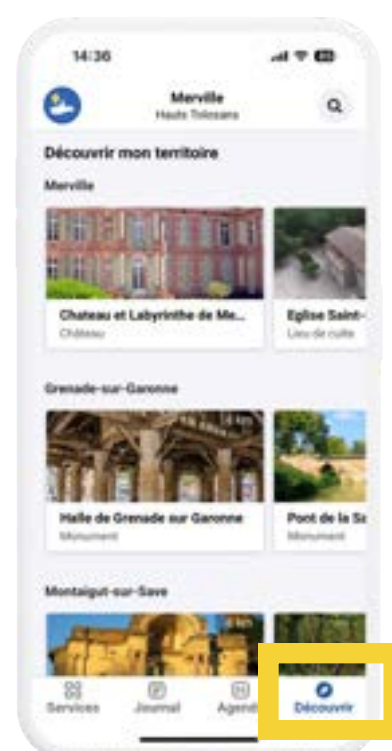 14:36
Merville
Hauts Tolosans
Découvrir mon territoire
Merville
Chateau et Labyrinthe de Me...
Château
Eglise Saint-
Lieu de culte
Grenade-sur-Garonne
Halle de Grenade sur Garonne
Monument
Pont de la Sa
Monument
Montaigut-sur-Save
Services
Journal
Agend
Découvrir